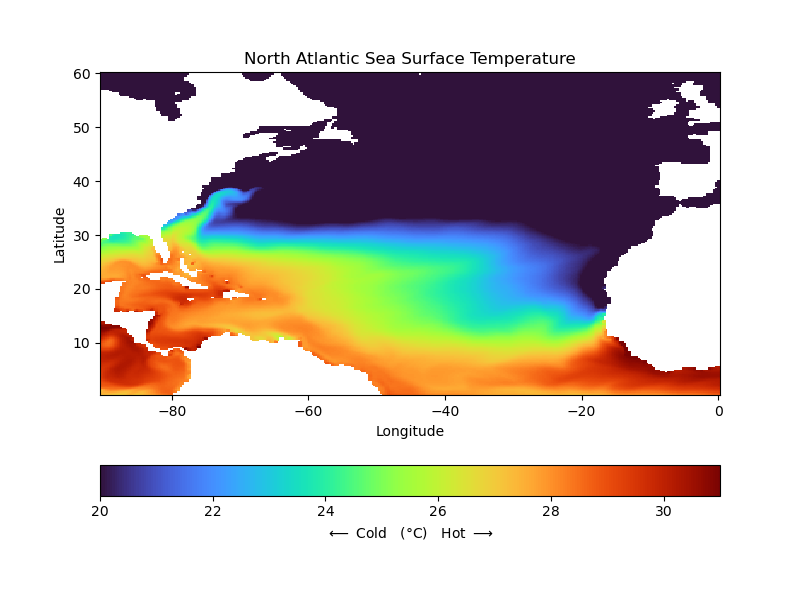 North Atlantic Sea Surface Temperature
60
50
40
30
20
10
Latitude
−80 −60 −40 −20 0
Longitude
20 22 24 26 28 30
⟵ Cold (°C) Hot ⟶